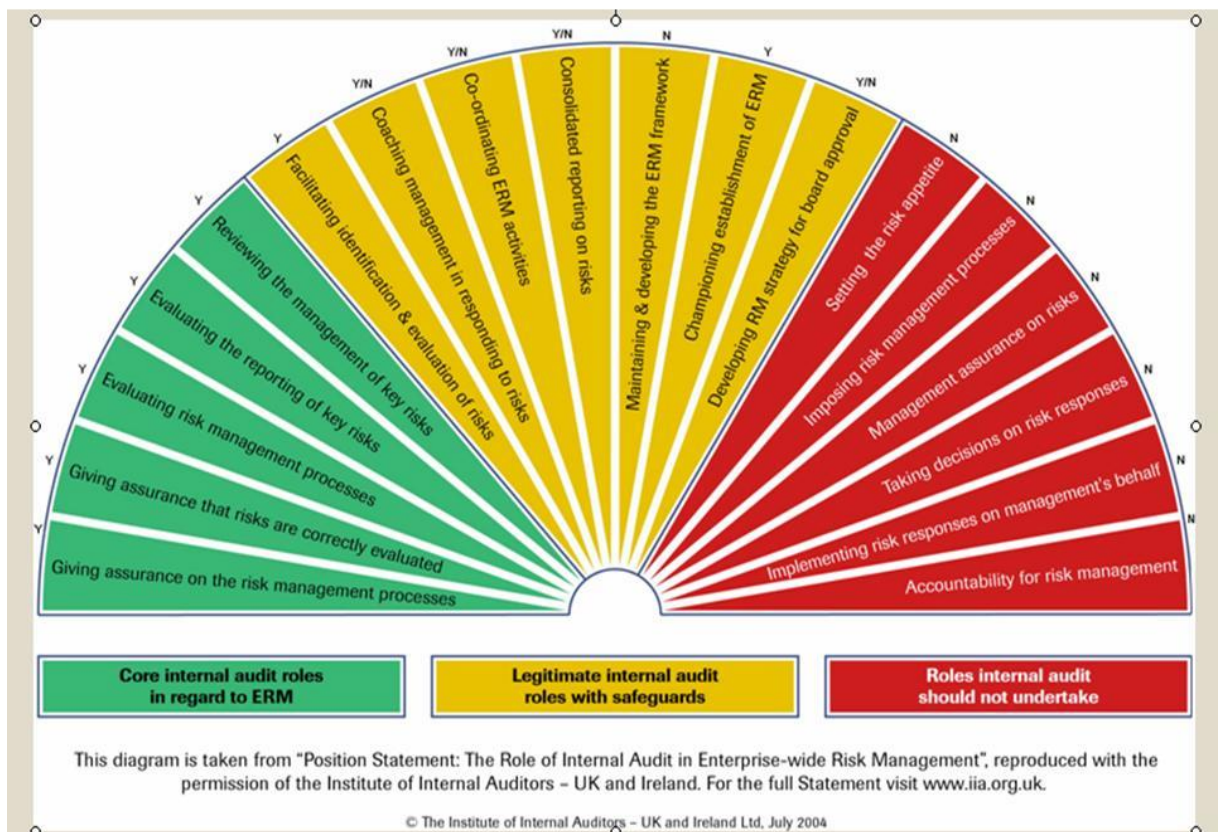 Y
Y
Y
Y
Y
Y
Y/N
Y/N
Y/N
N
Y
Y/N
N
N
N
N
N
N
Giving assurance on the risk management processes
Giving assurance that risks are correctly evaluated
Evaluating risk management processes
Evaluating the reporting of key risks
Reviewing the management of key risks
Facilitating identification & evaluation of risks
Coaching management in responding to risks
Co-ordinating ERM activities
Consolidated reporting on risks
Maintaining & developing the ERM framework
Championing establishment of ERM
Developing RM strategy for board approval
Setting the risk appetite
Imposing risk management processes
Management assurance on risks
Taking decisions on risk responses
Implementing risk responses on management's behalf
Accountability for risk management
Core internal audit roles
in regard to ERM
Legitimate internal audit
roles with safeguards
Roles internal audit
should not undertake
This diagram is taken from “Position Statement: The Role of Internal Audit in Enterprise-wide Risk Management”, reproduced with the
permission of the Institute of Internal Auditors – UK and Ireland. For the full Statement visit www.iia.org.uk.
© The Institute of Internal Auditors – UK and Ireland Ltd, July 2004